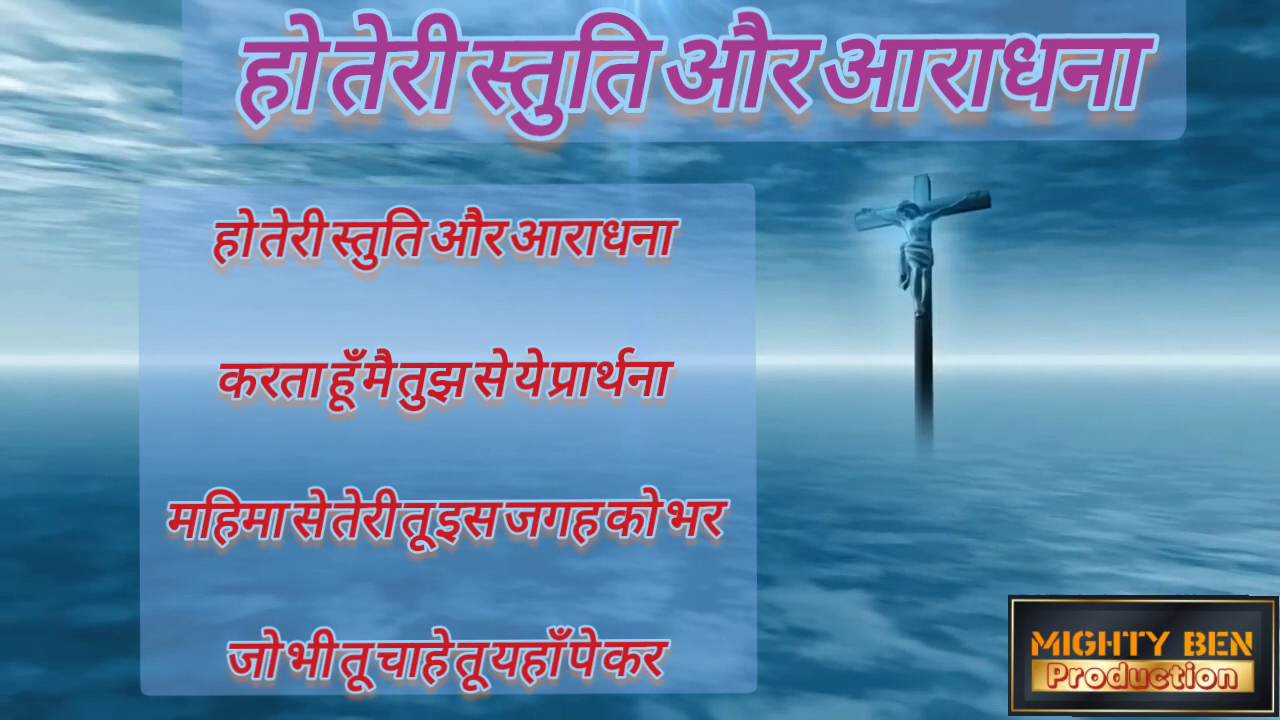 हो तेरी स्तुति और आराधना
हो तेरी स्तुति और आराधना
करता हूँ मै तुझ से ये प्रार्थना
महिमा से तेरी तू इस जगह को भर
जो भी तू चाहे तू यहाँ पे कर
MIGHTY BEN
Production